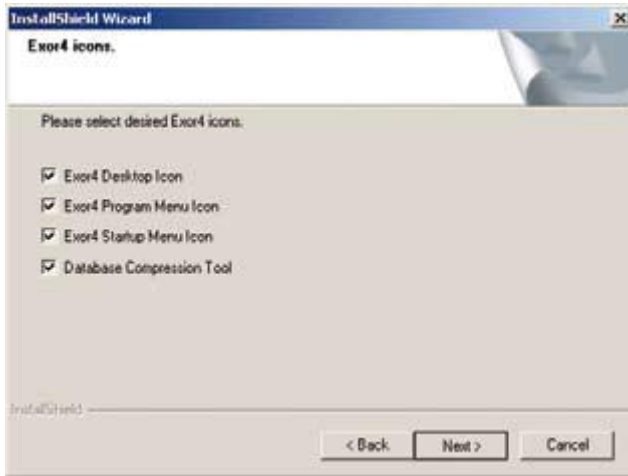 InstallShield Wizard
Exor4 icons.
Please select desired Exor4 icons.
Exor4 Desktop Icon
Exor4 Program Menu Icon
Exor4 Startup Menu Icon
Database Compression Tool
InstallShield
< Back
Next >
Cancel